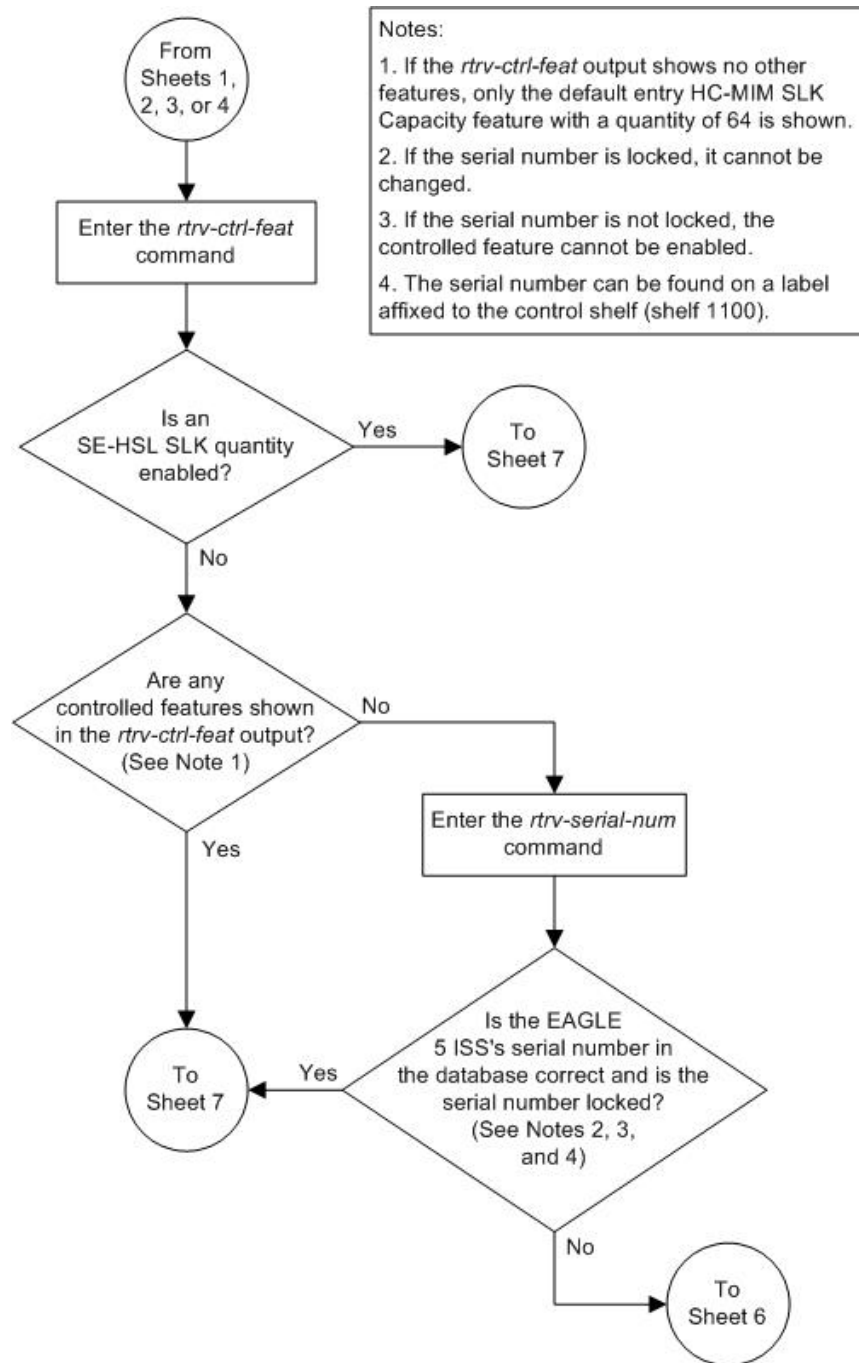 From
Sheets 1,
2, 3, or 4
Notes:
1. If the rtrv-ctrl-feat output shows no other
features, only the default entry HC-MIM SLK
Capacity feature with a quantity of 64 is shown.
2. If the serial number is locked, it cannot be
changed.
3. If the serial number is not locked, the
controlled feature cannot be enabled.
4. The serial number can be found on a label
affixed to the control shelf (shelf 1100).
Enter the rtrv-ctrl-feat
command
Is an
SE-HSL SLK quantity
enabled?
Yes
To
Sheet 7
No
Are any
controlled features shown
in the rtrv-ctrl-feat output?
(See Note 1)
No
Yes
Enter the rtrv-serial-num
command
Is the EAGLE
5 ISS's serial number in
the database correct and is the
serial number locked?
(See Notes 2, 3,
and 4)
Yes
To
Sheet 7
No
To
Sheet 6